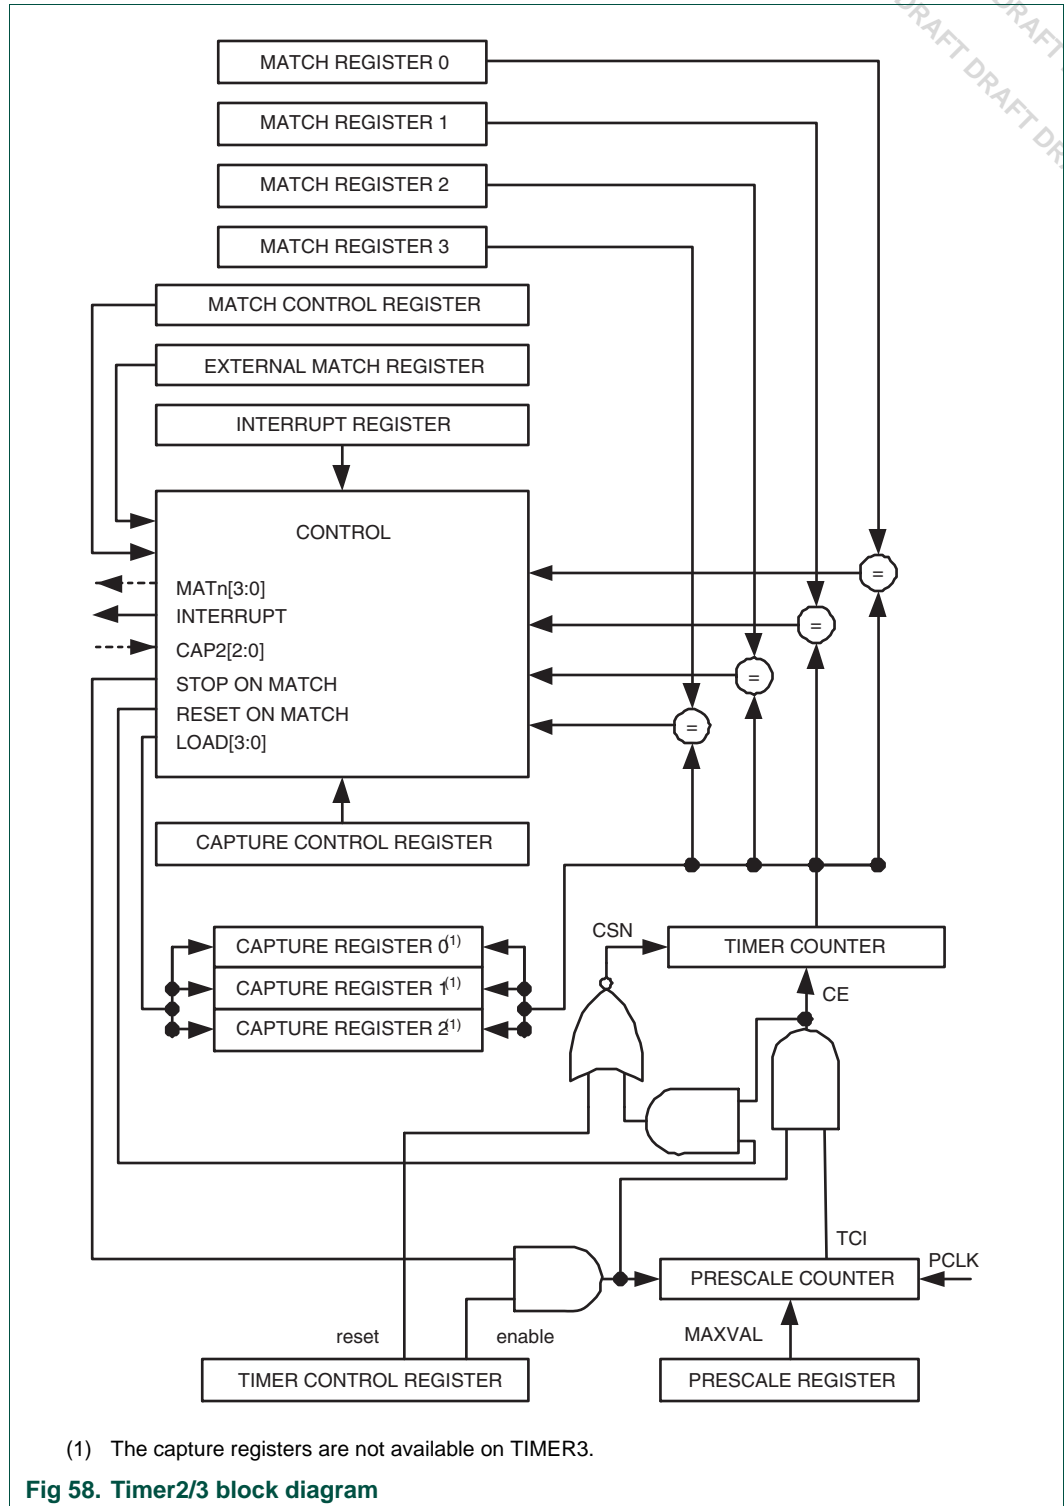 DRAFT
DRAFT DRAFT
MATCH REGISTER 0
MATCH REGISTER 1
MATCH REGISTER 2
MATCH REGISTER 3
MATCH CONTROL REGISTER
EXTERNAL MATCH REGISTER
INTERRUPT REGISTER
CONTROL
=
MATn[3:0]
INTERRUPT
=
CAP2[2:0]
STOP ON MATCH
=
RESET ON MATCH
=
LOAD[3:0]
CAPTURE CONTROL REGISTER
CSN
CAPTURE REGISTER 0(1)
TIMER COUNTER
CAPTURE REGISTER 1(1)
CE
CAPTURE REGISTER 2(1)
TCI
PCLK
PRESCALE COUNTER
reset
enable
MAXVAL
TIMER CONTROL REGISTER
PRESCALE REGISTER
(1) The capture registers are not available on TIMER3.
Fig 58. Timer2/3 block diagram